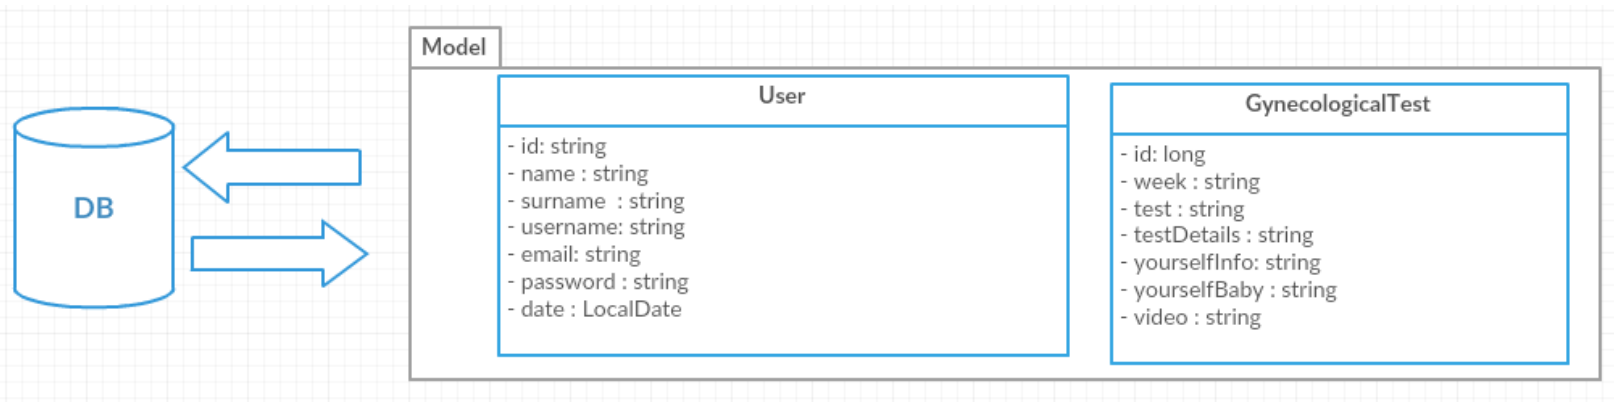 Model
DB
User
- id: string
- name : string
- surname  : string
- username: string
- email: string
- password : string
- date : LocalDate
GynecologicalTest
- id: long
- week : string
- test : string
- testDetails : string
- yourselfInfo: string
- yourselfBaby : string
- video : string